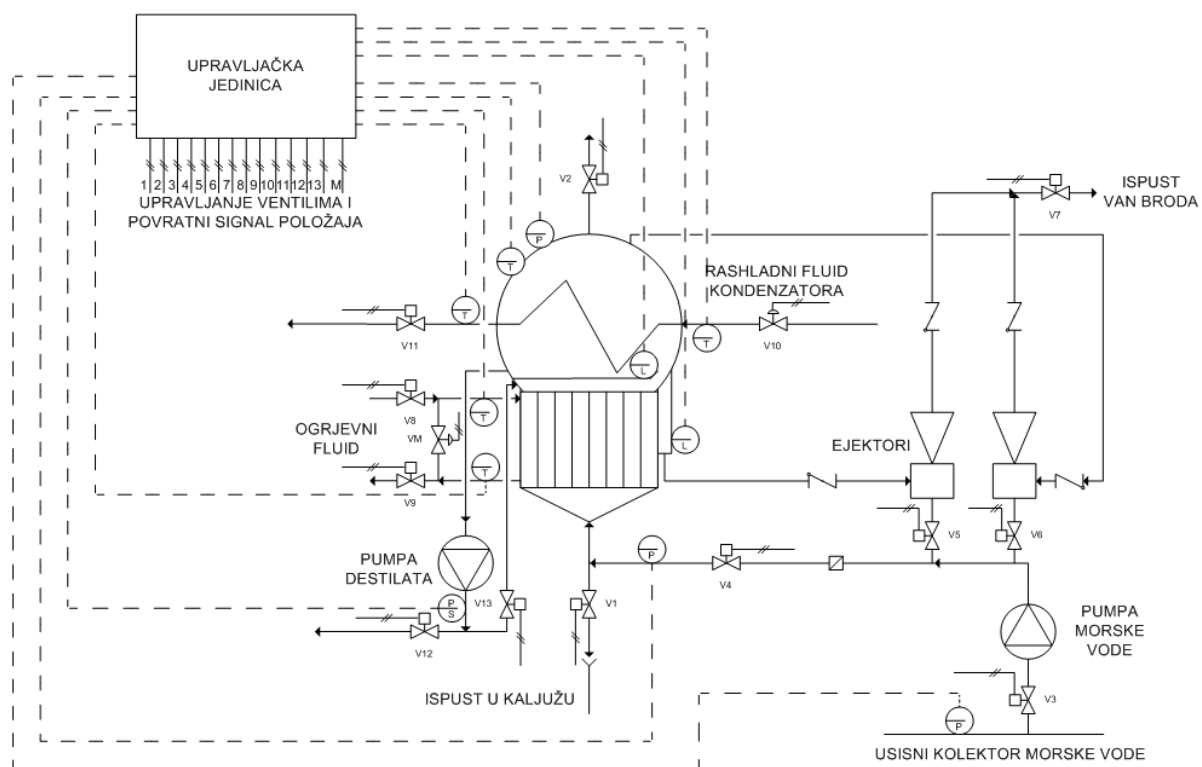 UPRAVLJAČKA
JEDINICA
1 2 3 4 5 6 7 8 9 10 11 12 13 M
UPRAVLJANJE VENTILIMA I
POVRATNI SIGNAL POLOŽAJA
V2
V7
ISPUST
VAN BRODA
P
T
RASHLADNI FLUID
KONDENZATORA
T
T
V11
V10
L
V8
T
OGRJEVNI
FLUID
VM
L
EJEKTORI
T
V9
V5
V6
P
V4
PUMPA
DESTILATA
P
S
V13
V1
V12
PUMPA
MORSKE
VODE
ISPUST U KALJUŽU
V3
P
USISNI KOLEKTOR MORSKE VODE